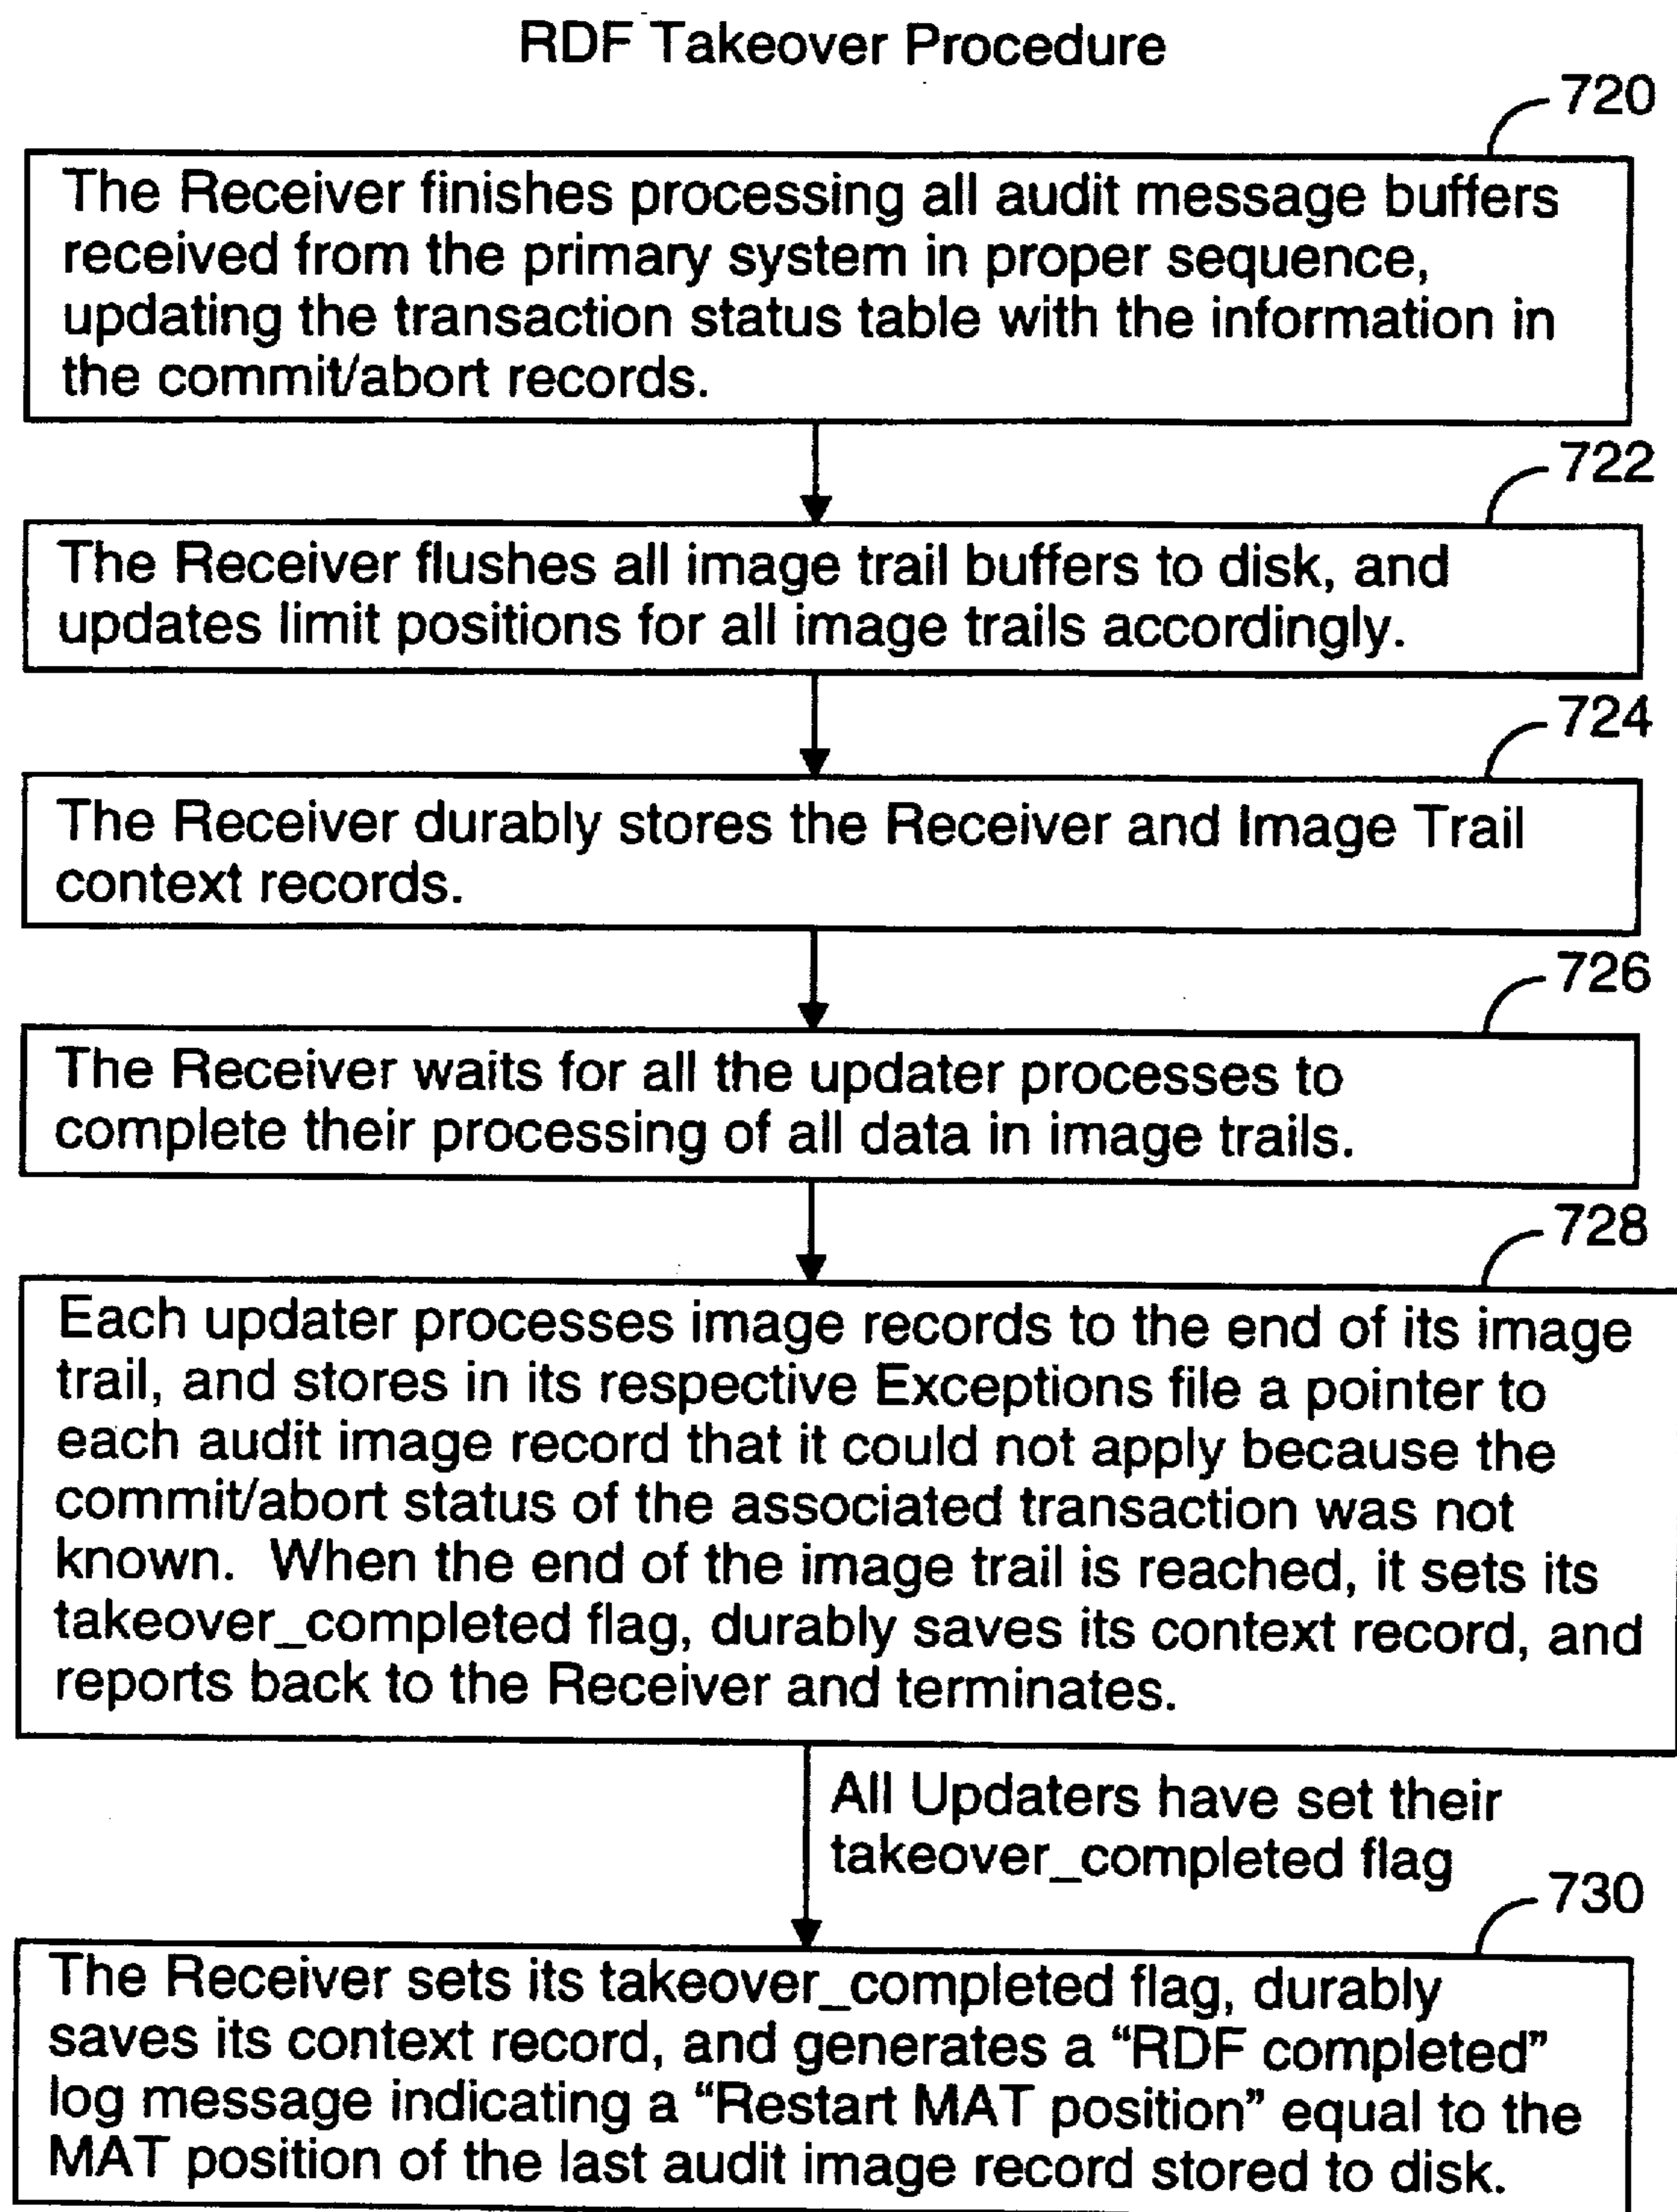 RDF Takeover Procedure
720
The Receiver finishes processing all audit message buffers
received from the primary system in proper sequence,
updating the transaction status table with the information in
the commit/abort records.
722
The Receiver flushes all image trail buffers to disk, and
updates limit positions for all image trails accordingly.
724
The Receiver durably stores the Receiver and Image Trail
context records.
726
The Receiver waits for all the updater processes to
complete their processing of all data in image trails.
728
Each updater processes image records to the end of its image
trail, and stores in its respective Exceptions file a pointer to
each audit image record that it could not apply because the
commit/abort status of the associated transaction was not
known.  When the end of the image trail is reached, it sets its
takeover_completed flag, durably saves its context record, and
reports back to the Receiver and terminates.
All Updaters have set their
takeover_completed flag
730
The Receiver sets its takeover_completed flag, durably
saves its context record, and generates a “RDF completed”
log message indicating a “Restart MAT position” equal to the
MAT position of the last audit image record stored to disk.